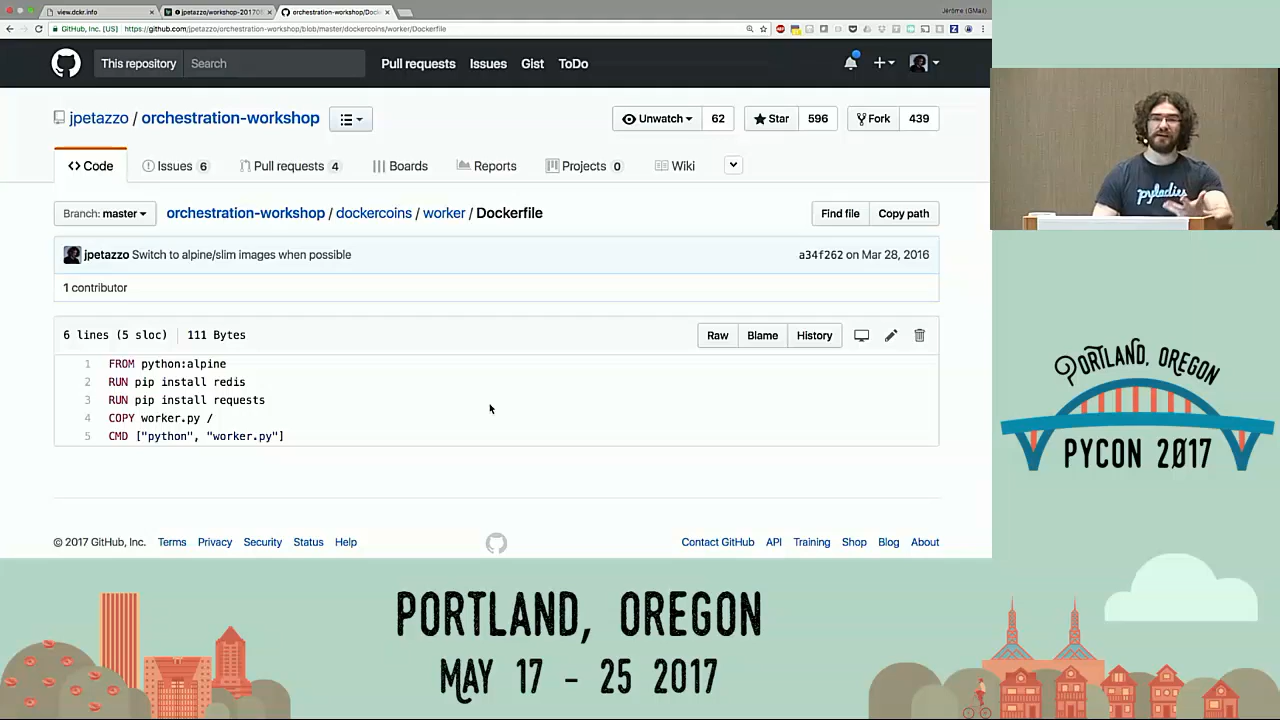 view.dckr.info
jpetazzo/workshop-20170
orchestration-workshop/Dock
Jérôme (GMail)
GitHub, Inc. [US]
https://github.com/jpetazzo/orchestration-workshop/blob/master/dockercoins/worker/Dockerfile
This repository
Search
Pull requests
Issues
Gist
ToDo
jpetazzo / orchestration-workshop
Unwatch 62
Star 596
Fork 439
Code
Issues 6
Pull requests 4
Boards
Reports
Projects 0
Wiki
Branch: master
orchestration-workshop / dockercoins / worker / Dockerfile
Find file
Copy path
jpetazzo Switch to alpine/slim images when possible
a34f262 on Mar 28, 2016
1 contributor
6 lines (5 sloc)
111 Bytes
Raw
Blame
History
1 FROM python:alpine
2 RUN pip install redis
3 RUN pip install requests
4 COPY worker.py /
5 CMD ["python", "worker.py"]
© 2017 GitHub, Inc.
Terms
Privacy
Security
Status
Help
Contact GitHub
API
Training
Shop
Blog
About
pyladies
PORTLAND, OREGON
PYCON 2017
PORTLAND, OREGON
MAY 17 - 25 2017